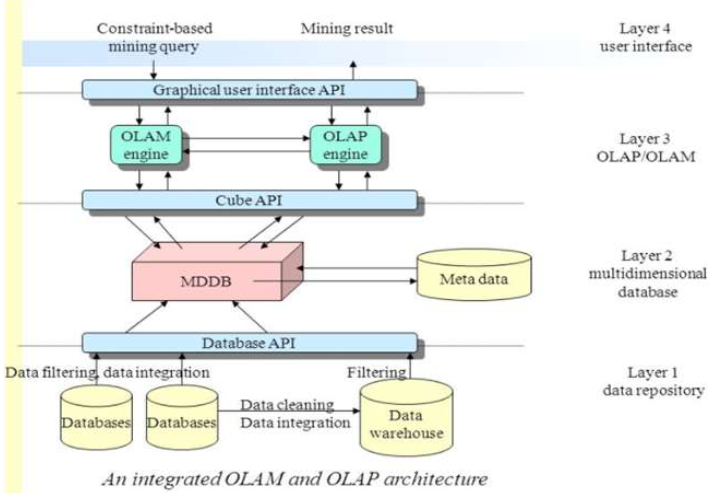 Constraint-based
mining query
Mining result
Layer 4
user interface
Graphical user interface API
OLAM
engine
OLAP
engine
Layer 3
OLAP/OLAM
Cube API
MDDB
Meta data
Layer 2
multidimensional
database
Database API
Data filtering, data integration
Filtering
Layer 1
data repository
Databases
Databases
Data cleaning
Data integration
Data
warehouse
An integrated OLAM and OLAP architecture